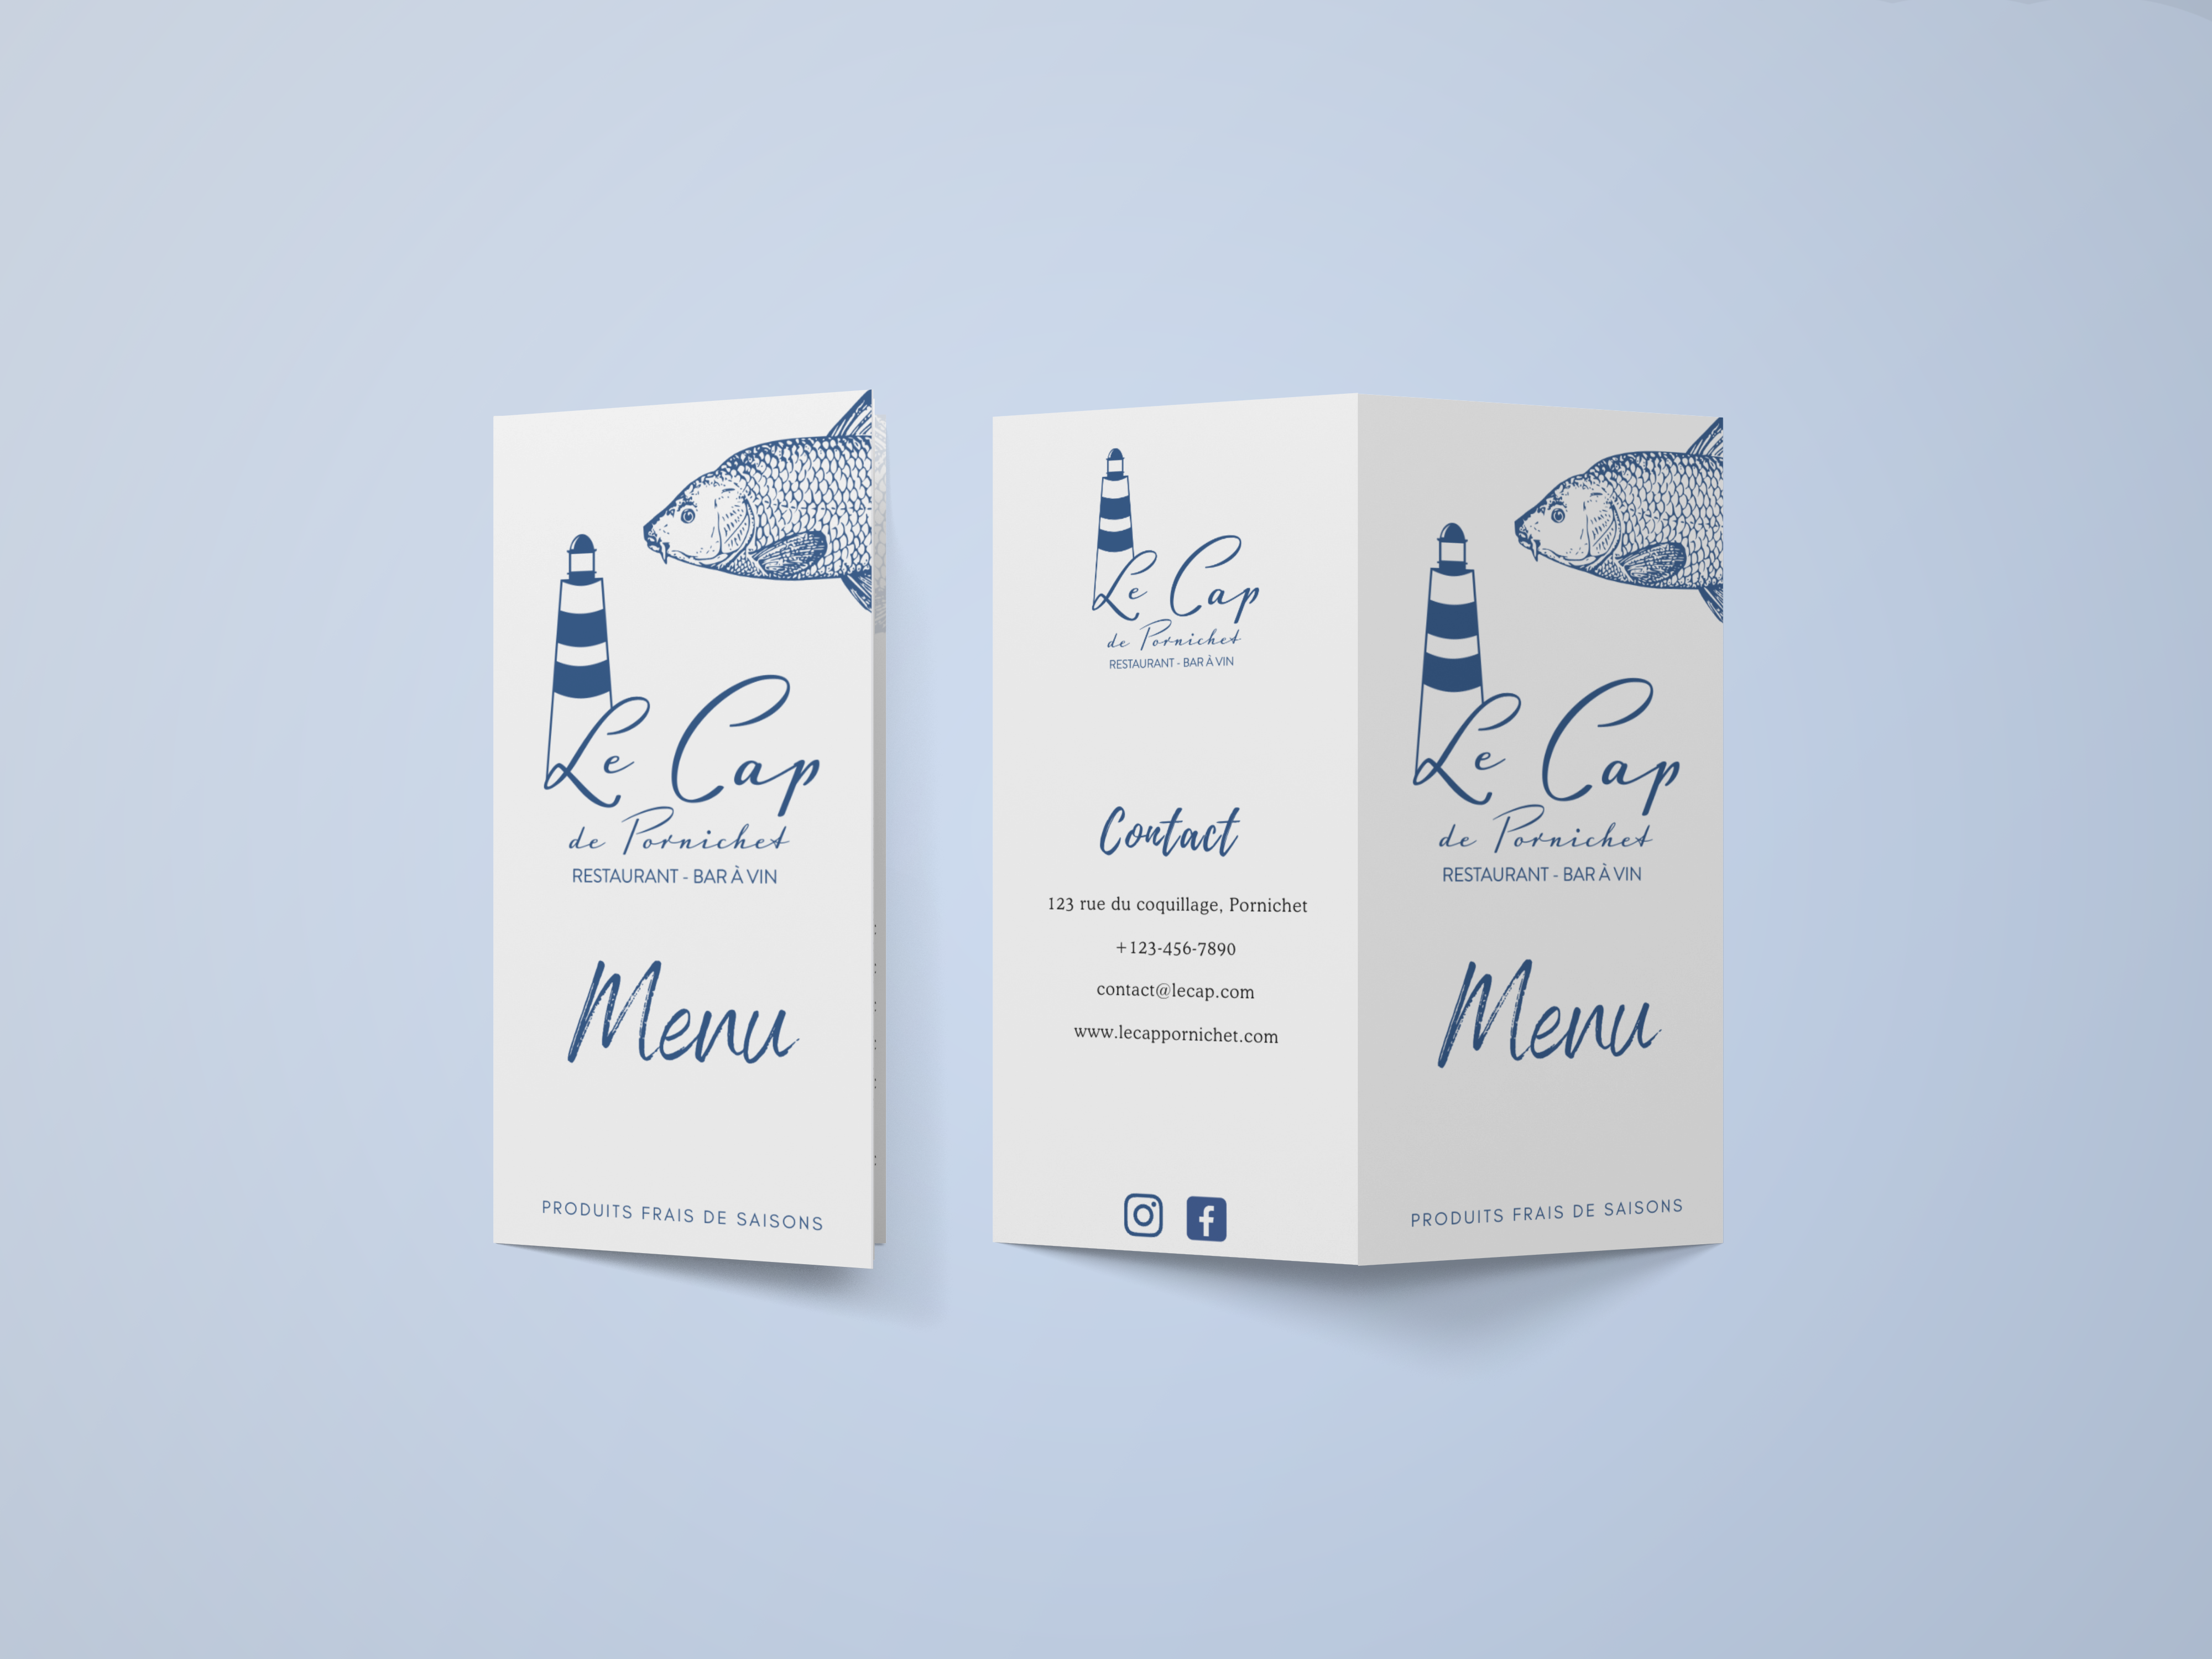 Le Cap
de Pornichet
RESTAURANT - BAR À VIN
Menu
PRODUITS FRAIS DE SAISONS
Le Cap
de Pornichet
RESTAURANT - BAR À VIN
Contact
123 rue du coquillage, Pornichet
+123-456-7890
contact@lecap.com
www.lecappornichet.com
Le Cap
de Pornichet
RESTAURANT - BAR À VIN
Menu
PRODUITS FRAIS DE SAISONS